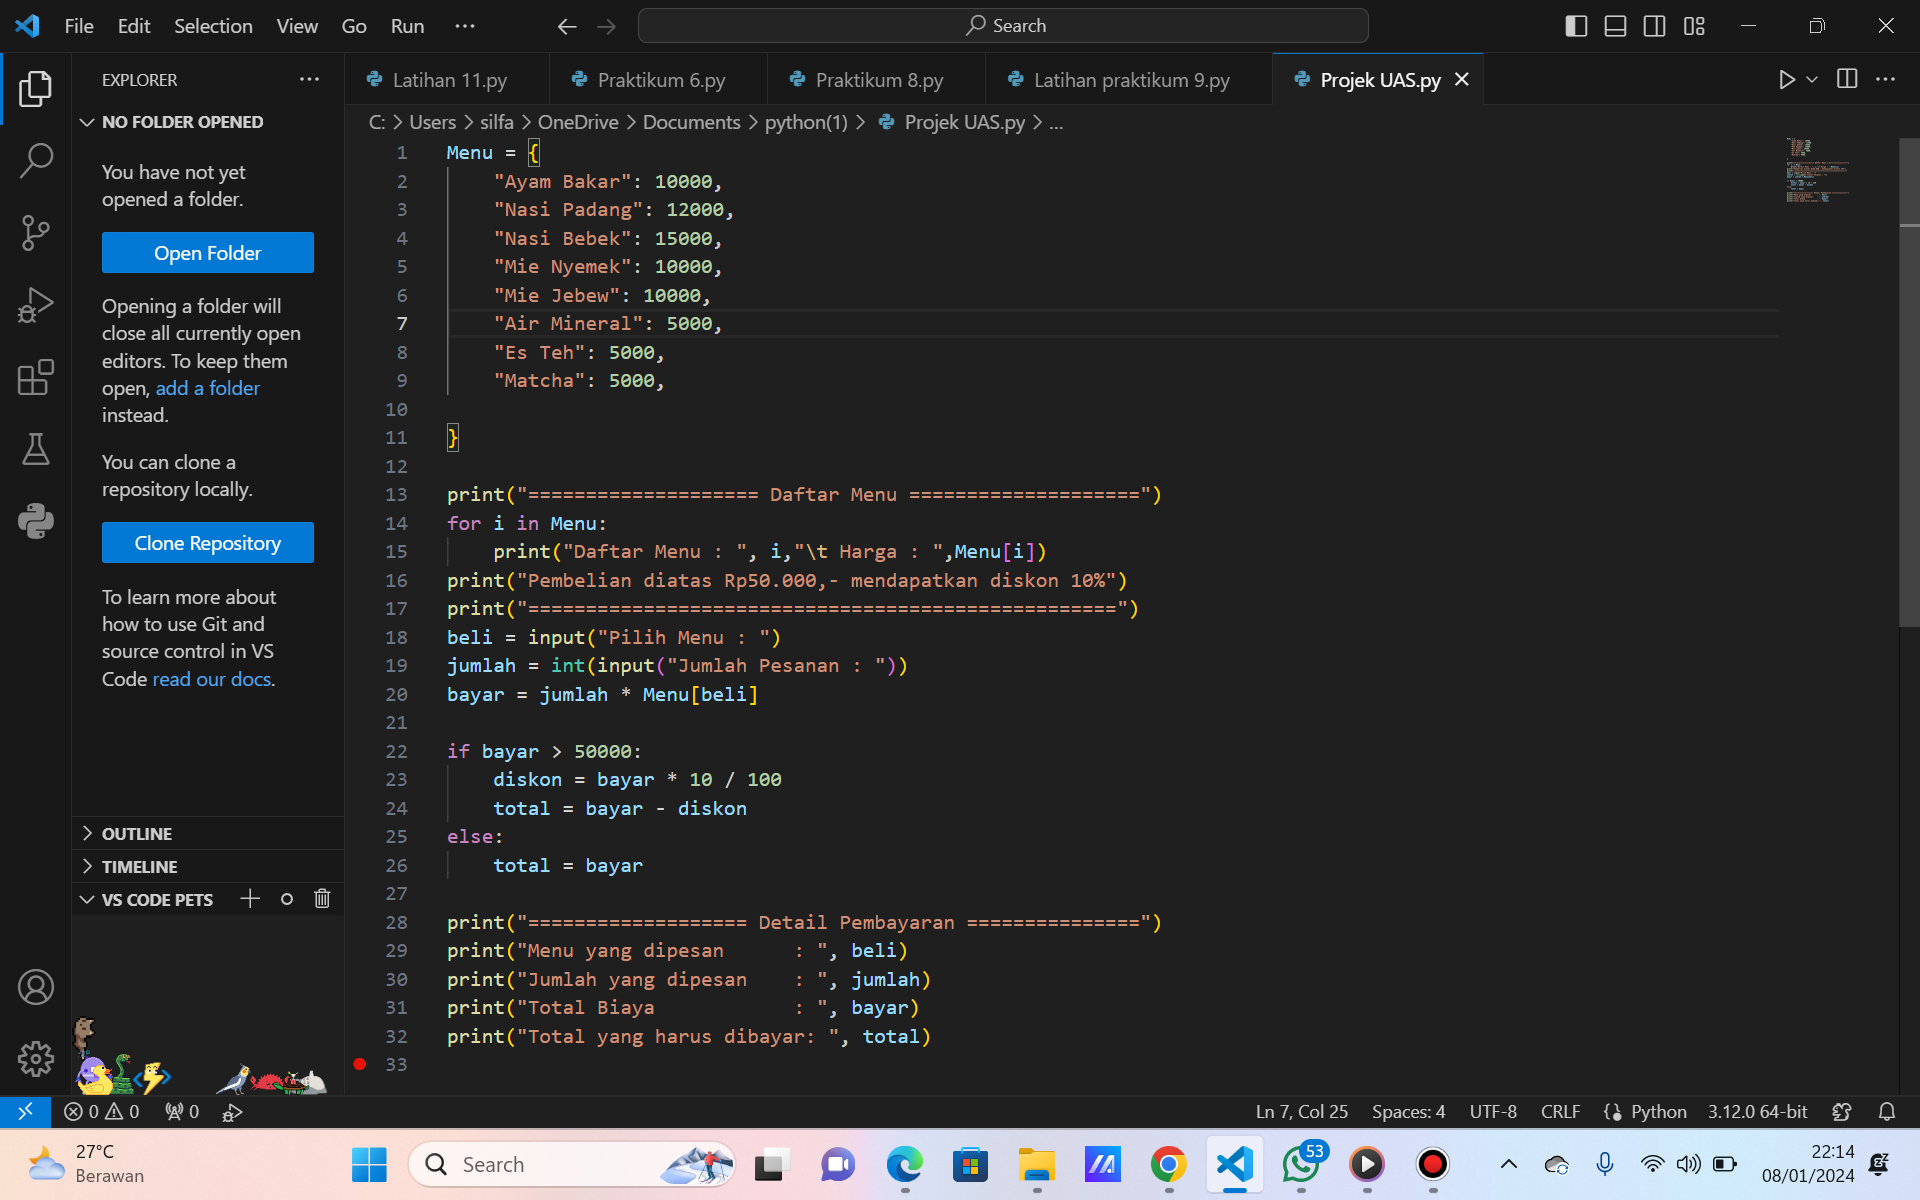 File Edit Selection View Go Run ··· Search
EXPLORER ···
Latihan 11.py Praktikum 6.py Praktikum 8.py Latihan praktikum 9.py Projek UAS.py
C: > Users > silfa > OneDrive > Documents > python(1) > Projek UAS.py > ...
NO FOLDER OPENED
You have not yet
opened a folder.
Open Folder
Opening a folder will
close all currently open
editors. To keep them
open, add a folder
instead.
You can clone a
repository locally.
Clone Repository
To learn more about
how to use Git and
source control in VS
Code read our docs.
OUTLINE
TIMELINE
VS CODE PETS
1 Menu = {
2     "Ayam Bakar": 10000,
3     "Nasi Padang": 12000,
4     "Nasi Bebek": 15000,
5     "Mie Nyemek": 10000,
6     "Mie Jebew": 10000,
7     "Air Mineral": 5000,
8     "Es Teh": 5000,
9     "Matcha": 5000,
10
11 }
12
13 print("==================== Daftar Menu ====================")
14 for i in Menu:
15     print("Daftar Menu : ", i,"\t Harga : ",Menu[i])
16 print("Pembelian diatas Rp50.000,- mendapatkan diskon 10%")
17 print("===================================================")
18 beli = input("Pilih Menu : ")
19 jumlah = int(input("Jumlah Pesanan : "))
20 bayar = jumlah * Menu[beli]
21
22 if bayar > 50000:
23     diskon = bayar * 10 / 100
24     total = bayar - diskon
25 else:
26     total = bayar
27
28 print("=================== Detail Pembayaran ===============")
29 print("Menu yang dipesan      : ", beli)
30 print("Jumlah yang dipesan    : ", jumlah)
31 print("Total Biaya            : ", bayar)
32 print("Total yang harus dibayar: ", total)
33
0 0 0 Ln 7, Col 25 Spaces: 4 UTF-8 CRLF Python 3.12.0 64-bit
27°C
Berawan
Search
53
22:14
08/01/2024